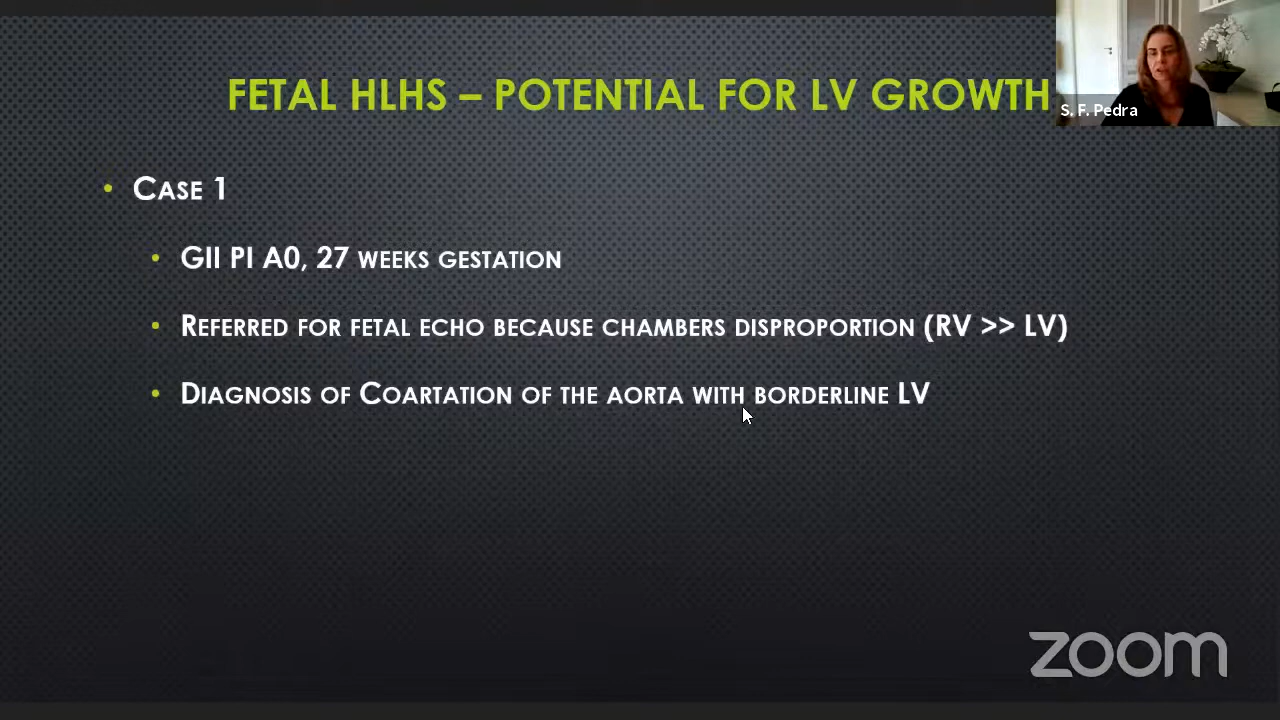 FETAL HLHS – POTENTIAL FOR LV GROWTH
S. F. Pedra
• CASE 1
• GII PI A0, 27 WEEKS GESTATION
• REFERRED FOR FETAL ECHO BECAUSE CHAMBERS DISPROPORTION (RV >> LV)
• DIAGNOSIS OF COARTATION OF THE AORTA WITH BORDERLINE LV
zoom